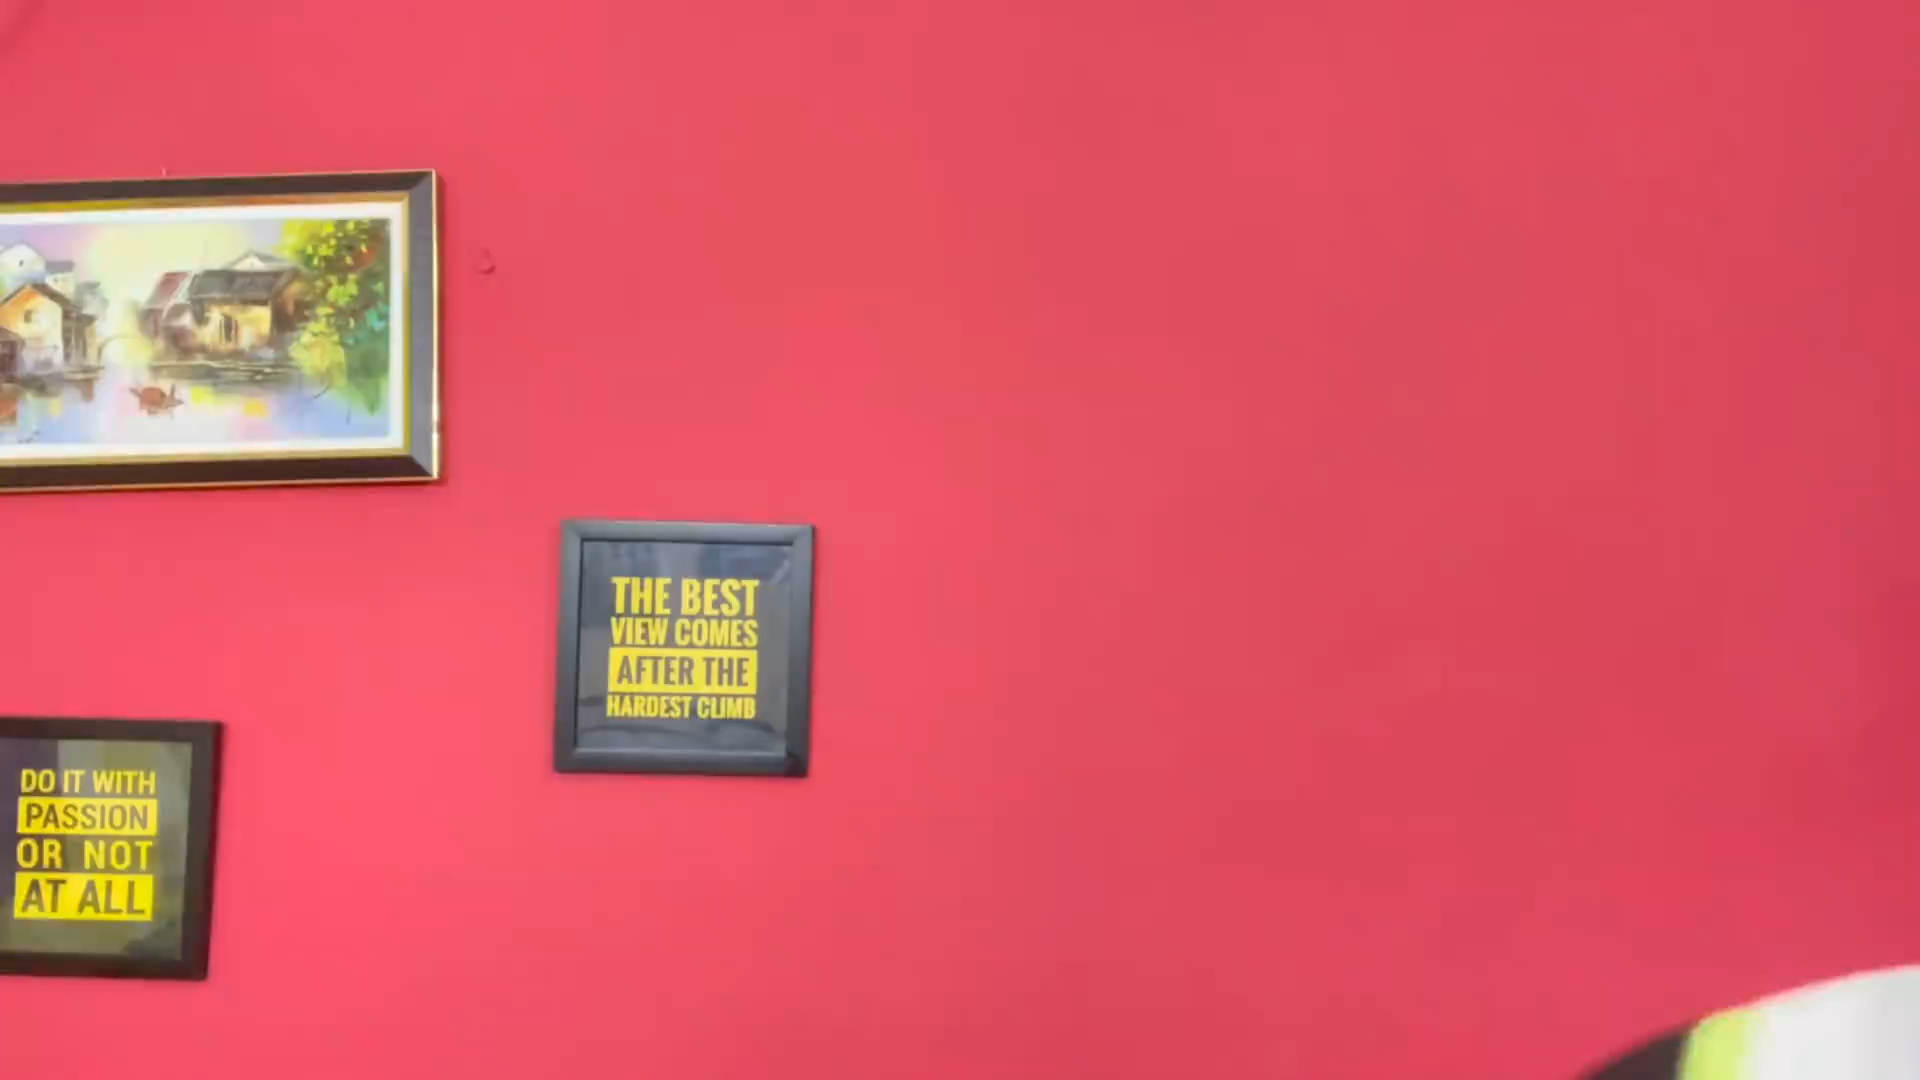 THE BEST
VIEW COMES
AFTER THE
HARDEST CLIMB
DO IT WITH
PASSION
OR NOT
AT ALL